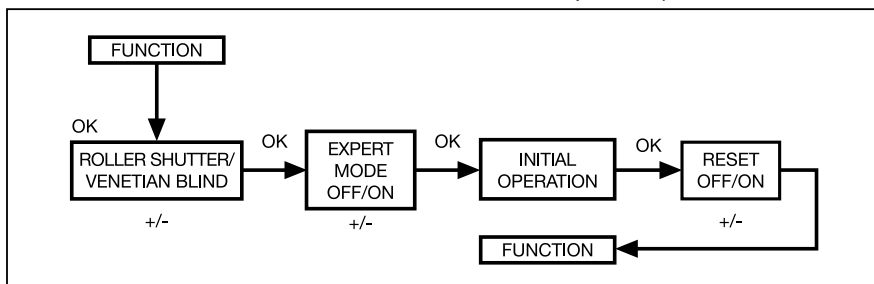 FUNCTION
OK
ROLLER SHUTTER/
VENETIAN BLIND
+/-
OK
EXPERT
MODE
OFF/ON
+/-
OK
INITIAL
OPERATION
OK
RESET
OFF/ON
+/-
FUNCTION